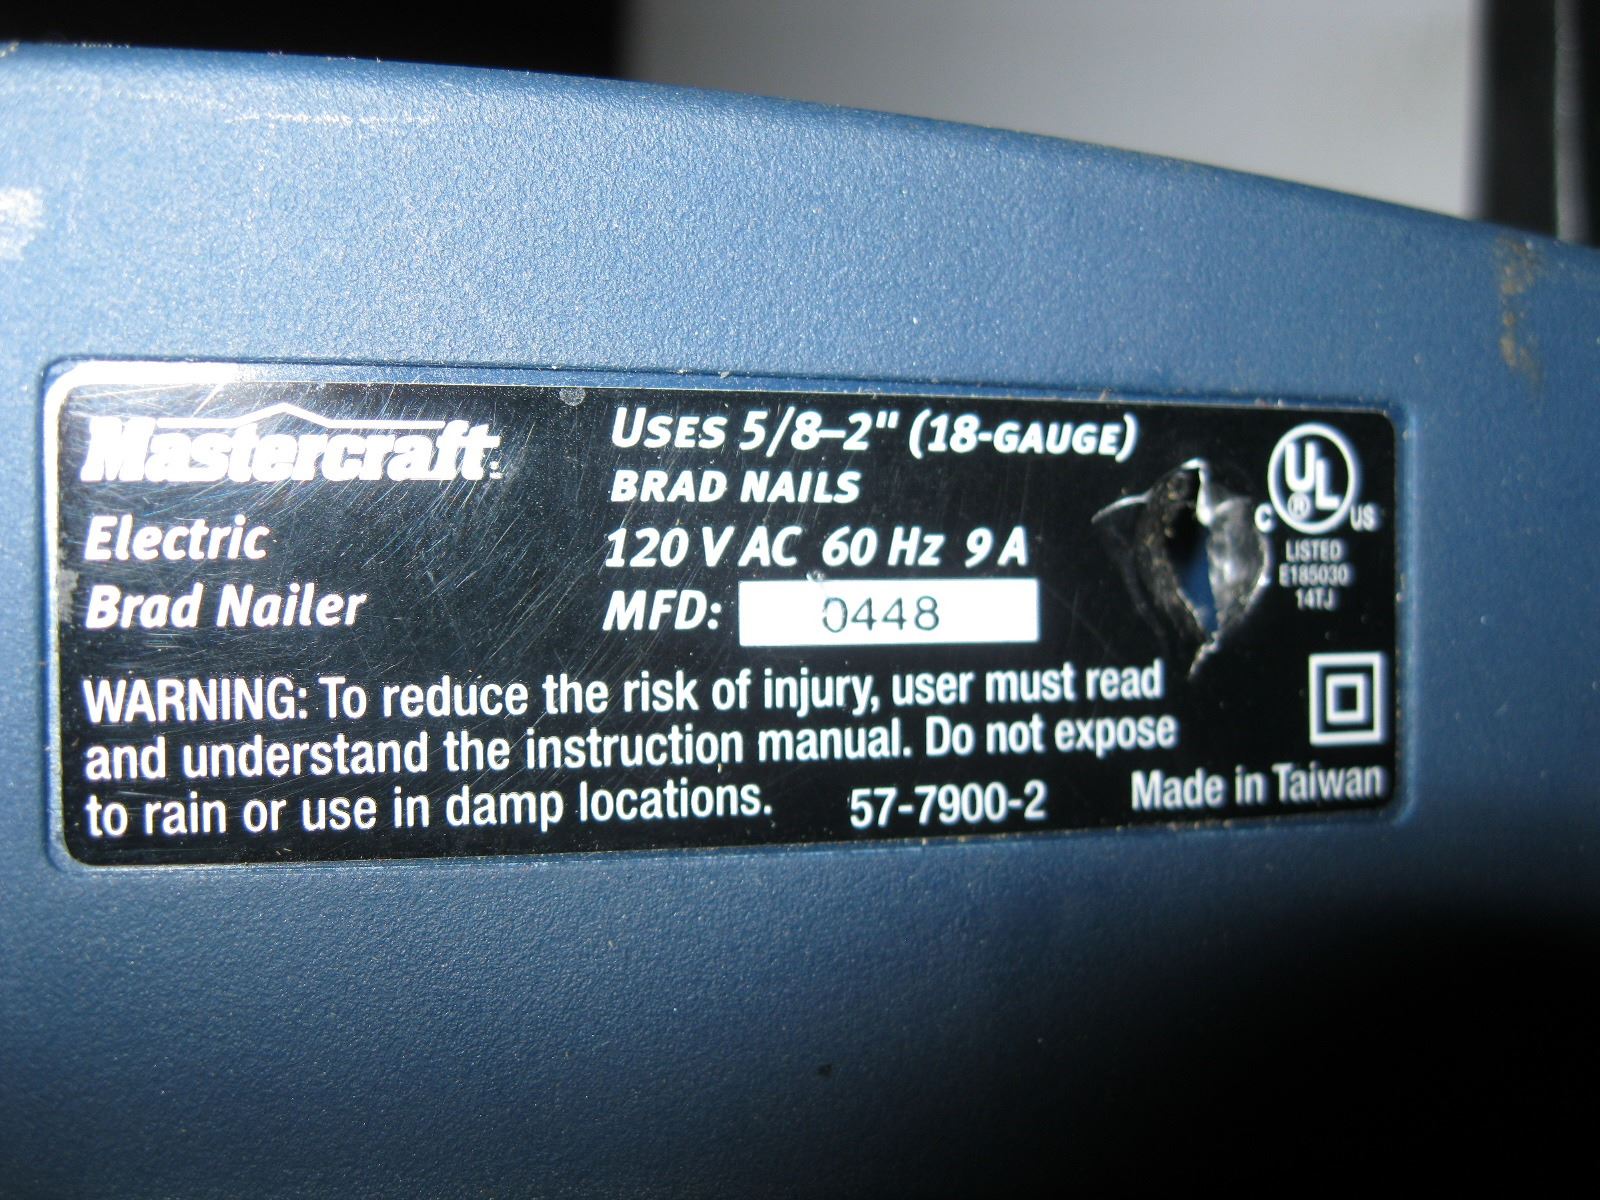 Mastercraft
Electric
Brad Nailer
USES 5/8–2" (18-GAUGE)
BRAD NAILS
120 V AC 60 Hz 9 A
MFD: 0448
UL ®
C US
LISTED
E185030
14TJ
WARNING: To reduce the risk of injury, user must read
and understand the instruction manual. Do not expose
to rain or use in damp locations. 57-7900-2 Made in Taiwan